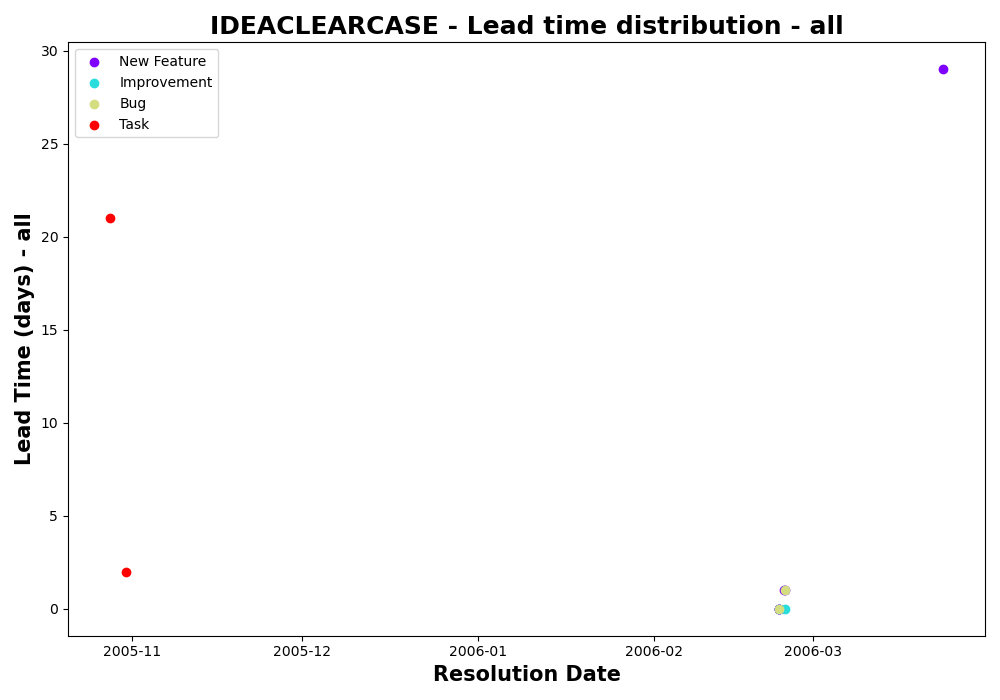 IDEACLEARCASE - Lead time distribution - all
New Feature
Improvement
Bug
Task
30
25
20
15
10
5
0
Lead Time (days) - all
2005-11 2005-12 2006-01 2006-02 2006-03
Resolution Date